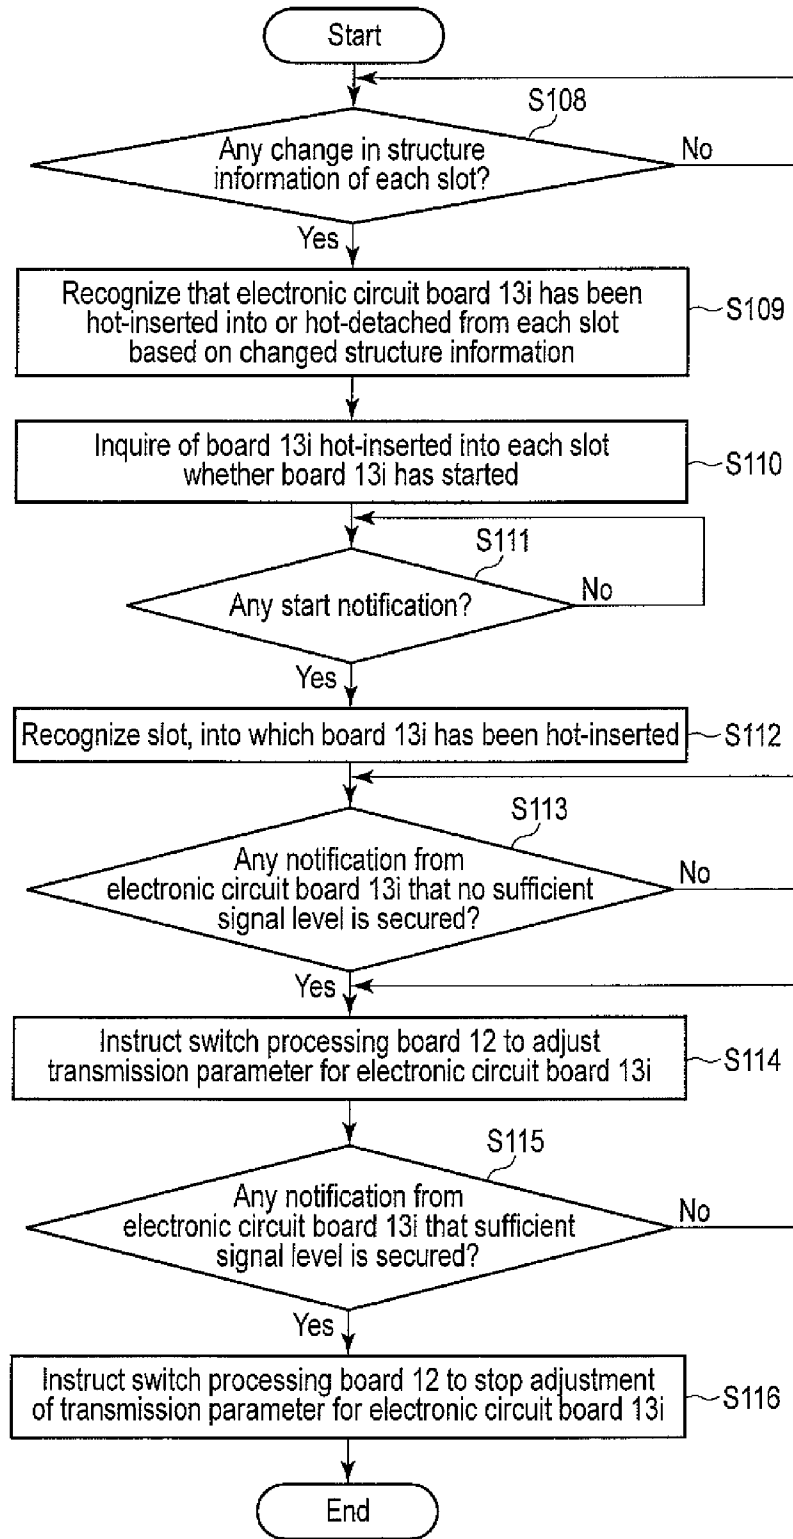 Start
S108
Any change in structure
information of each slot?
No
Yes
Recognize that electronic circuit board 13i has been
hot-inserted into or hot-detached from each slot
based on changed structure information
S109
Inquire of board 13i hot-inserted into each slot
whether board 13i has started
S110
S111
Any start notification?
No
Yes
Recognize slot, into which board 13i has been hot-inserted
S112
S113
Any notification from
electronic circuit board 13i that no sufficient
signal level is secured?
No
Yes
Instruct switch processing board 12 to adjust
transmission parameter for electronic circuit board 13i
S114
S115
Any notification from
electronic circuit board 13i that sufficient
signal level is secured?
No
Yes
Instruct switch processing board 12 to stop adjustment
of transmission parameter for electronic circuit board 13i
S116
End